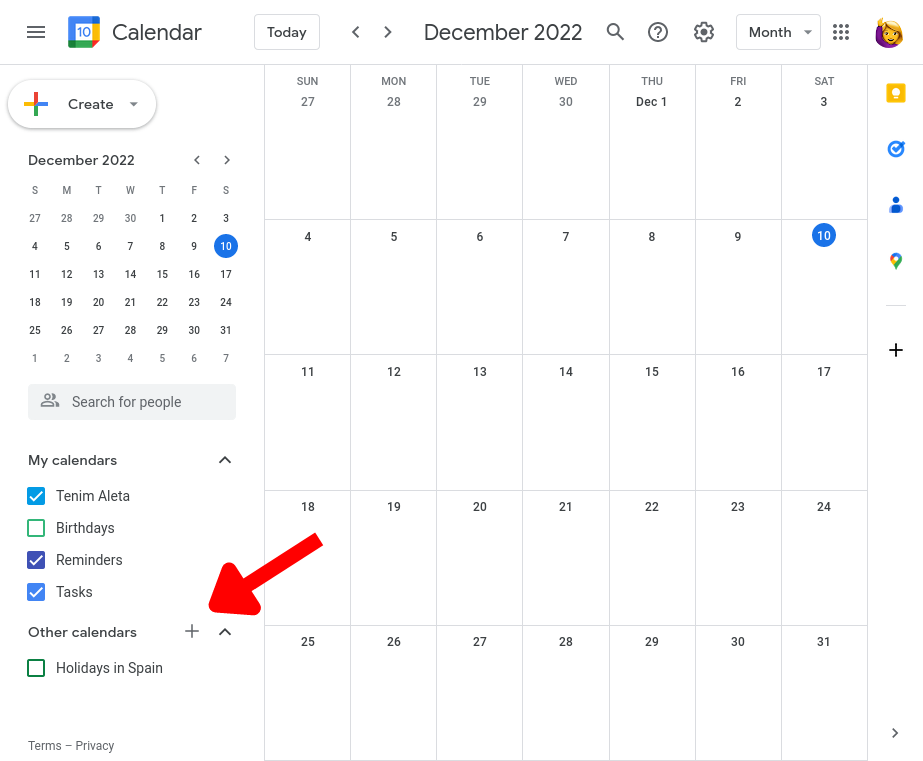 10 Calendar Today December 2022 Month
Create
December 2022
S M T W T F S
27 28 29 30 1 2 3
4 5 6 7 8 9 10
11 12 13 14 15 16 17
18 19 20 21 22 23 24
25 26 27 28 29 30 31
1 2 3 4 5 6 7
Search for people
My calendars
Tenim Aleta
Birthdays
Reminders
Tasks
Other calendars
Holidays in Spain
Terms – Privacy
SUN MON TUE WED THU FRI SAT
27 28 29 30 Dec 1 2 3
4 5 6 7 8 9 10
11 12 13 14 15 16 17
18 19 20 21 22 23 24
25 26 27 28 29 30 31